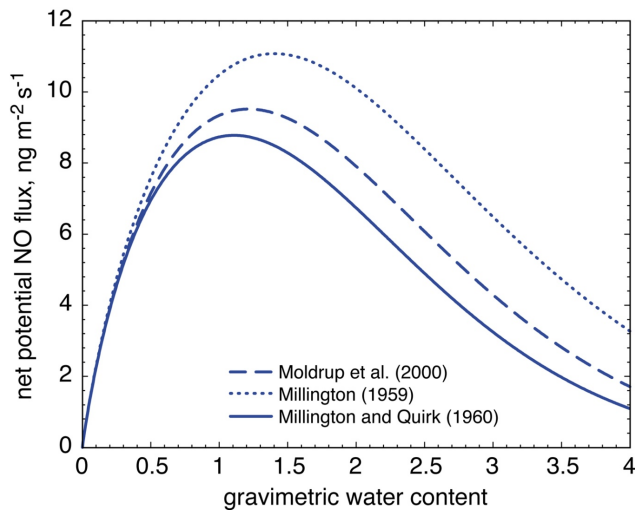 12
10
8
6
4
2
0
net potential NO flux, ng m⁻² s⁻¹
Moldrup et al. (2000)
Millington (1959)
Millington and Quirk (1960)
0 0.5 1 1.5 2 2.5 3 3.5 4
gravimetric water content